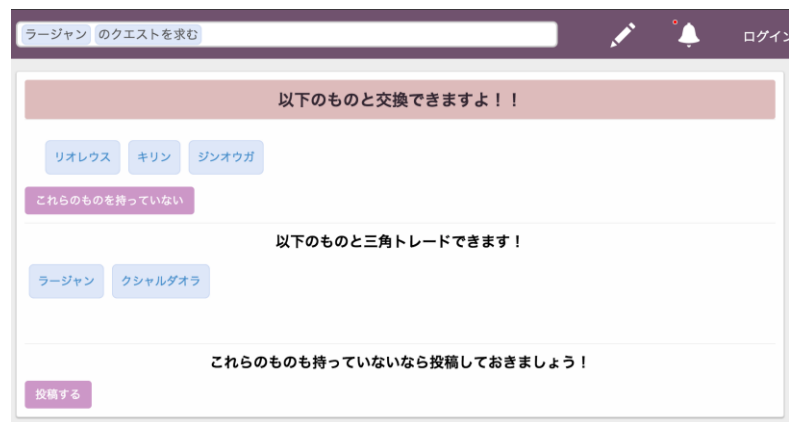 ラージャン のクエストを求む
ログイン
以下のものと交換できますよ！！
リオレウス キリン ジンオウガ
これらのものを持っていない
以下のものと三角トレードできます！
ラージャン クシャルダオラ
これらのものも持っていないなら投稿しておきましょう！
投稿する